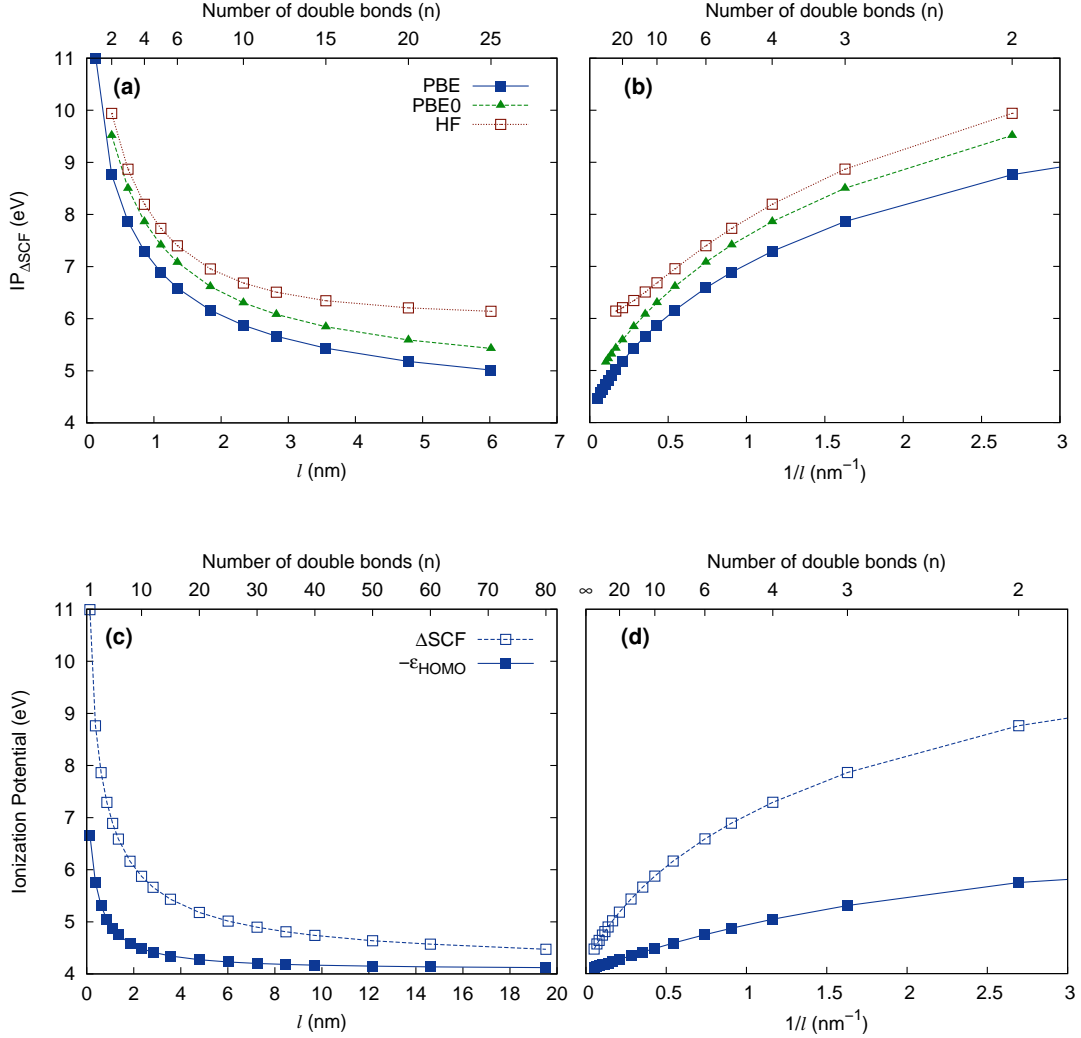 Number of double bonds (n)
2 4 6 10 15 20 25
(a)
PBE
PBE0
HF
11
10
9
8
7
6
5
4
IP_ΔSCF (eV)
0 1 2 3 4 5 6 7
l (nm)
Number of double bonds (n)
20 10 6 4 3 2
(b)
0 0.5 1 1.5 2 2.5 3
1/l (nm⁻¹)
Number of double bonds (n)
1 10 20 30 40 50 60 70 80
(c)
ΔSCF
−ε_HOMO
11
10
9
8
7
6
5
4
Ionization Potential (eV)
0 2 4 6 8 10 12 14 16 18 20
l (nm)
Number of double bonds (n)
∞ 20 10 6 4 3 2
(d)
0 0.5 1 1.5 2 2.5 3
1/l (nm⁻¹)